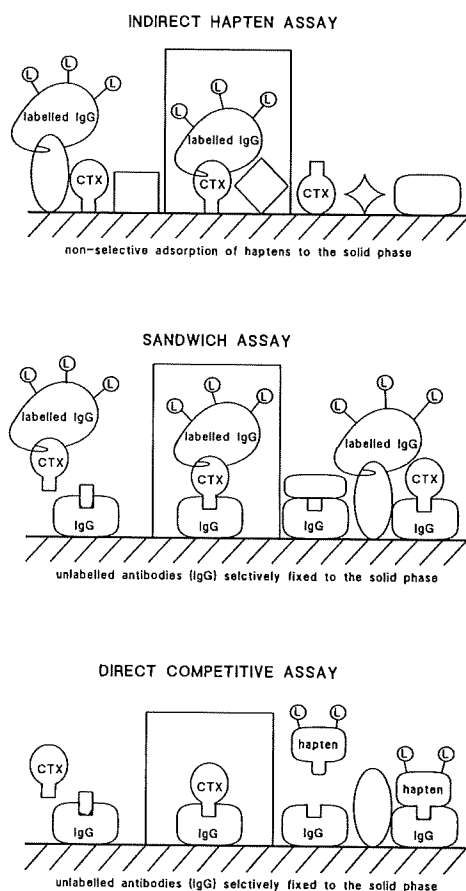 INDIRECT HAPTEN ASSAY
L L L
labelled IgG
L L L
labelled IgG
CTX
CTX
CTX
non-selective adsorption of haptens to the solid phase
SANDWICH ASSAY
L L L
labelled IgG
CTX
IgG
L L L
labelled IgG
CTX
IgG
IgG
L L L
labelled IgG
CTX
IgG
unlabelled antibodies (IgG) selctively fixed to the solid phase
DIRECT COMPETITIVE ASSAY
CTX
IgG
CTX
IgG
L L
hapten
IgG
L L
hapten
IgG
unlabelled antibodies (IgG) selctively fixed to the solid phase